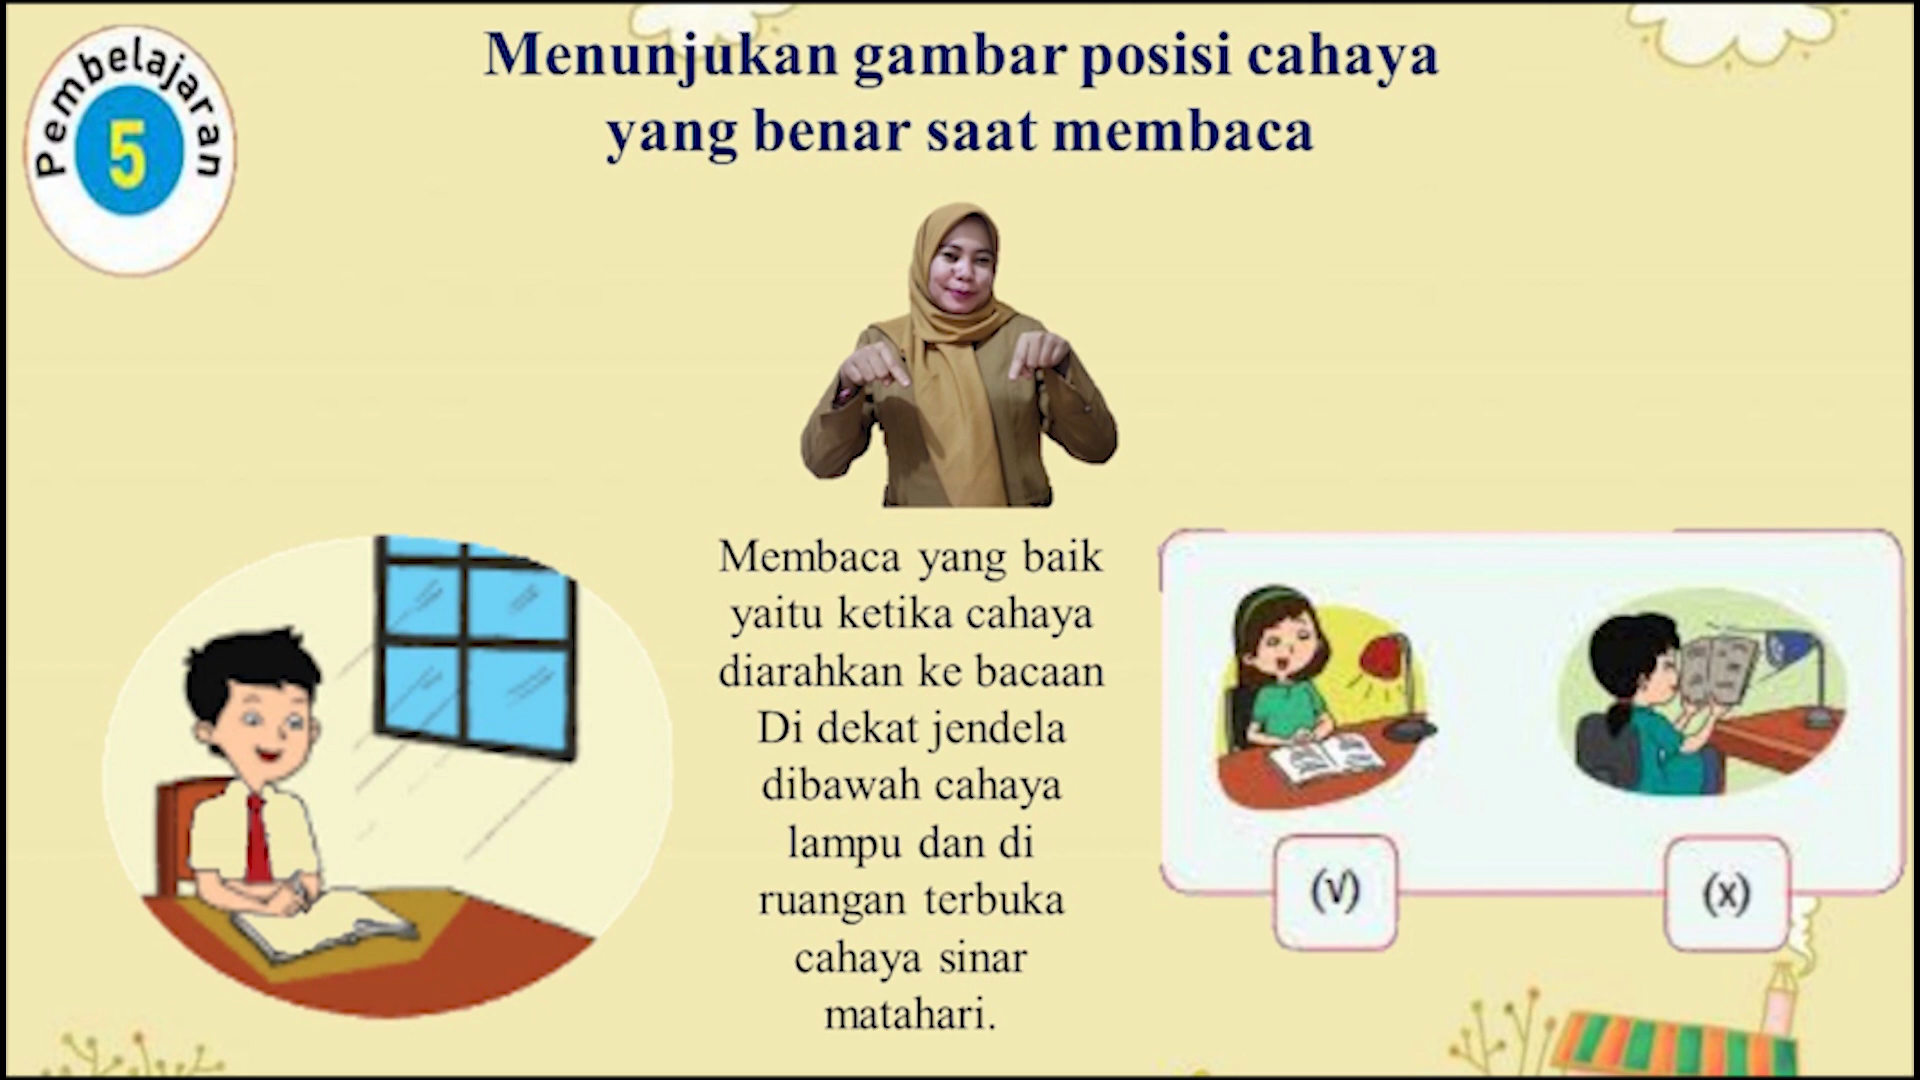 Pembelajaran
5
Menunjukan gambar posisi cahaya
yang benar saat membaca
Membaca yang baik
yaitu ketika cahaya
diarahkan ke bacaan
Di dekat jendela
dibawah cahaya
lampu dan di
ruangan terbuka
cahaya sinar
matahari.
(√)
(x)